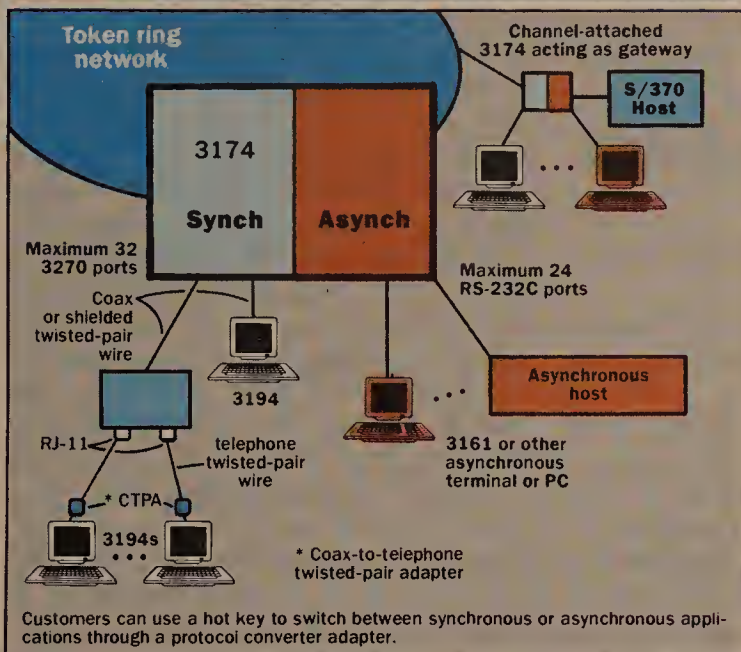 Token ring
network
Channel-attached
3174 acting as gateway
S/370
Host
3174
Synch
Asynch
Maximum 32
3270 ports
Maximum 24
RS-232C ports
Coax
or shielded
twisted-pair
wire
3194
Asynchronous
host
RJ-11
telephone
twisted-pair
wire
3161 or other
asynchronous
terminal or PC
* CTPA
3194s
* Coax-to-telephone
twisted-pair adapter
Customers can use a hot key to switch between synchronous or asynchronous appli-
cations through a protocol converter adapter.